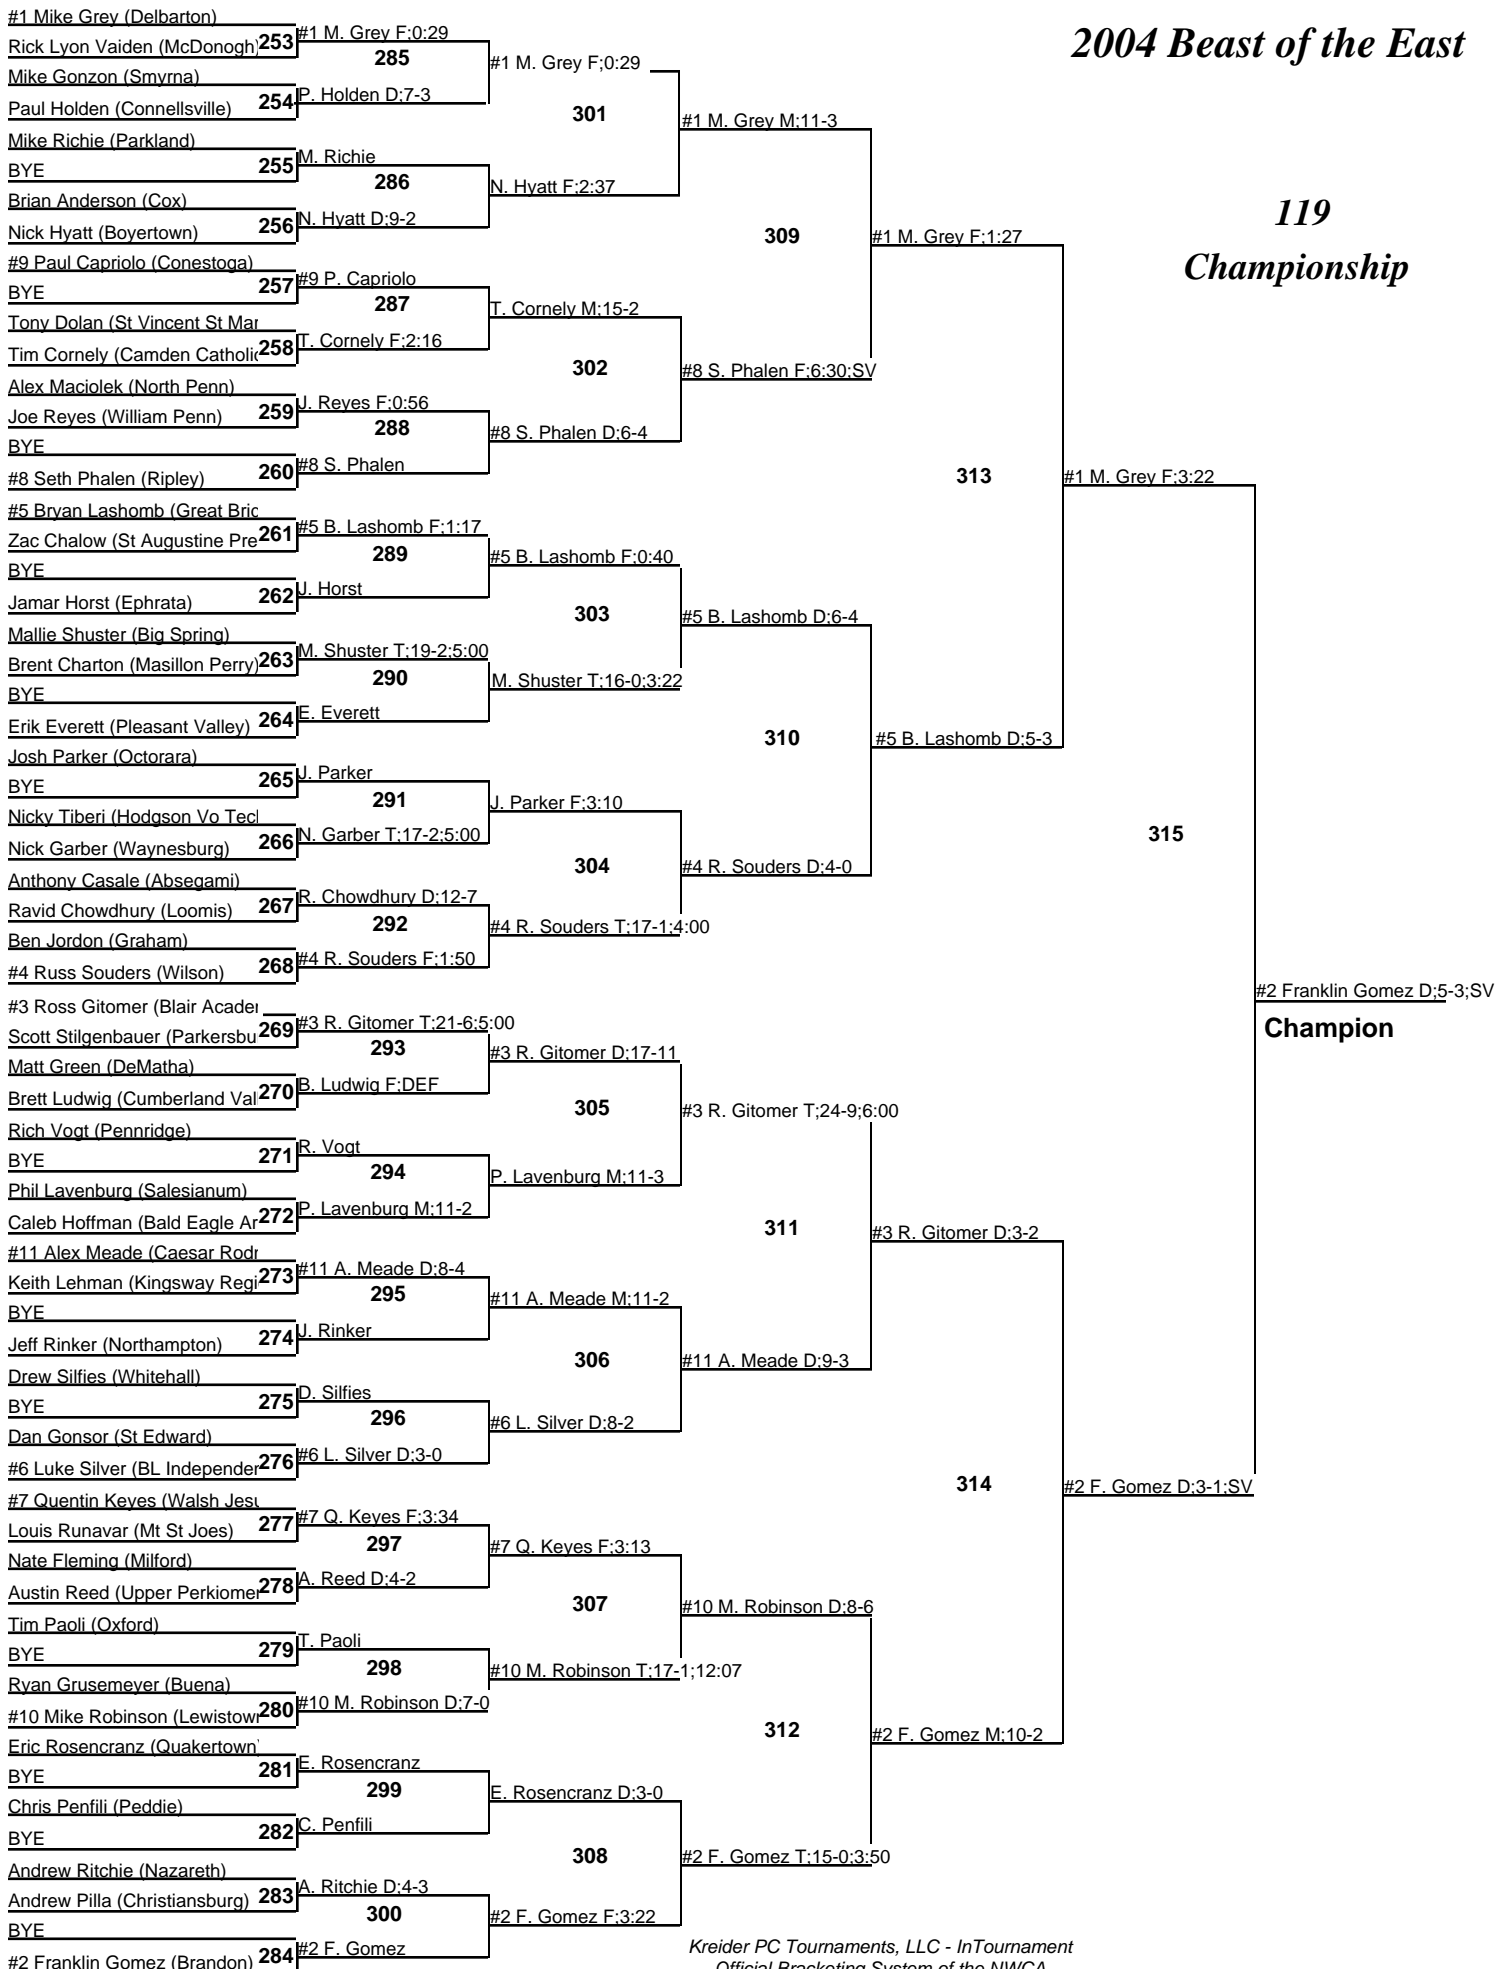 2004 Beast of the East
119
Championship
#1 Mike Grey (Delbarton)
Rick Lyon Vaiden (McDonogh)
253
Mike Gonzon (Smyrna)
Paul Holden (Connellsville)
254
Mike Richie (Parkland)
BYE
255
Brian Anderson (Cox)
Nick Hyatt (Boyertown)
256
#9 Paul Capriolo (Conestoga)
BYE
257
Tony Dolan (St Vincent St Mar
Tim Cornely (Camden Catholic
258
Alex Maciolek (North Penn)
Joe Reyes (William Penn)
259
BYE
#8 Seth Phalen (Ripley)
260
#5 Bryan Lashomb (Great Bric
Zac Chalow (St Augustine Pre
261
BYE
Jamar Horst (Ephrata)
262
Mallie Shuster (Big Spring)
Brent Charton (Masillon Perry)
263
BYE
Erik Everett (Pleasant Valley)
264
Josh Parker (Octorara)
BYE
265
Nicky Tiberi (Hodgson Vo Tecl
Nick Garber (Waynesburg)
266
Anthony Casale (Absegami)
Ravid Chowdhury (Loomis)
267
Ben Jordon (Graham)
#4 Russ Souders (Wilson)
268
#3 Ross Gitomer (Blair Acader
Scott Stilgenbauer (Parkersbu
269
Matt Green (DeMatha)
Brett Ludwig (Cumberland Val
270
Rich Vogt (Pennridge)
BYE
271
Phil Lavenburg (Salesianum)
Caleb Hoffman (Bald Eagle Ar
272
#11 Alex Meade (Caesar Rodr
Keith Lehman (Kingsway Regi
273
BYE
Jeff Rinker (Northampton)
274
Drew Silfies (Whitehall)
BYE
275
Dan Gonsor (St Edward)
#6 Luke Silver (BL Independer
276
#7 Quentin Keyes (Walsh Jesu
Louis Runavar (Mt St Joes)
277
Nate Fleming (Milford)
Austin Reed (Upper Perkiomer
278
Tim Paoli (Oxford)
BYE
279
Ryan Grusemeyer (Buena)
#10 Mike Robinson (Lewistowr
280
Eric Rosencranz (Quakertown)
BYE
281
Chris Penfili (Peddie)
BYE
282
Andrew Ritchie (Nazareth)
Andrew Pilla (Christiansburg)
283
BYE
#2 Franklin Gomez (Brandon)
284
#1 M. Grey F;0:29
285
P. Holden D;7-3
M. Richie
286
N. Hyatt D;9-2
#9 P. Capriolo
287
T. Cornely F;2:16
J. Reyes F;0:56
288
#8 S. Phalen
#5 B. Lashomb F;1:17
289
J. Horst
M. Shuster T;19-2;5:00
290
E. Everett
J. Parker
291
N. Garber T;17-2;5:00
R. Chowdhury D;12-7
292
#4 R. Souders F;1:50
#3 R. Gitomer T;21-6;5:00
293
B. Ludwig F;DEF
R. Vogt
294
P. Lavenburg M;11-2
#11 A. Meade D;8-4
295
J. Rinker
D. Silfies
296
#6 L. Silver D;3-0
#7 Q. Keyes F;3:34
297
A. Reed D;4-2
T. Paoli
298
#10 M. Robinson D;7-0
E. Rosencranz
299
C. Penfili
A. Ritchie D;4-3
300
#2 F. Gomez
#1 M. Grey F;0:29
301
N. Hyatt F;2:37
T. Cornely M;15-2
302
#8 S. Phalen D;6-4
#5 B. Lashomb F;0:40
303
M. Shuster T;16-0;3:22
J. Parker F;3:10
304
#4 R. Souders T;17-1;4:00
#3 R. Gitomer D;17-11
305
P. Lavenburg M;11-3
#11 A. Meade M;11-2
306
#6 L. Silver D;8-2
#7 Q. Keyes F;3:13
307
#10 M. Robinson T;17-1;12:07
E. Rosencranz D;3-0
308
#2 F. Gomez F;3:22
#1 M. Grey M;11-3
309
#8 S. Phalen F;6:30;SV
#5 B. Lashomb D;6-4
310
#4 R. Souders D;4-0
#3 R. Gitomer T;24-9;6:00
311
#11 A. Meade D;9-3
#10 M. Robinson D;8-6
312
#2 F. Gomez T;15-0;3:50
#1 M. Grey F;1:27
313
#5 B. Lashomb D;5-3
#3 R. Gitomer D;3-2
314
#2 F. Gomez M;10-2
#1 M. Grey F;3:22
315
#2 F. Gomez D;3-1;SV
#2 Franklin Gomez D;5-3;SV
Champion
Kreider PC Tournaments, LLC - InTournament
Official Bracketing System of the NWCA